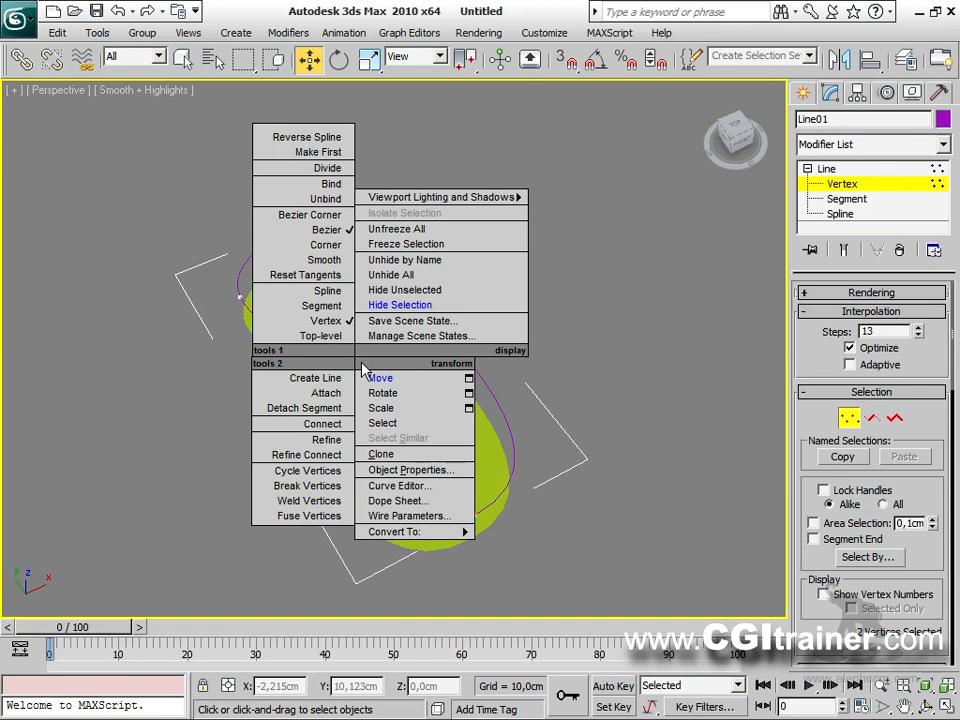 Autodesk 3ds Max 2010 x64 Untitled
Type a keyword or phrase
Edit Tools Group Views Create Modifiers Animation Graph Editors Rendering Customize MAXScript Help
All View 3 Create Selection Se
[ + ] [ Perspective ] [ Smooth + Highlights ]
TOP
FRONT
Line01
Modifier List
Line
Vertex
Segment
Spline
Reverse Spline
Make First
Divide
Bind
Unbind
Bezier Corner
Bezier
Corner
Smooth
Reset Tangents
Spline
Segment
Vertex
Top-level
tools 1
Viewport Lighting and Shadows
Isolate Selection
Unfreeze All
Freeze Selection
Unhide by Name
Unhide All
Hide Unselected
Hide Selection
Save Scene State...
Manage Scene States...
display
tools 2
Create Line
Attach
Detach Segment
Connect
Refine
Refine Connect
Cycle Vertices
Break Vertices
Weld Vertices
Fuse Vertices
transform
Move
Rotate
Scale
Select
Select Similar
Clone
Object Properties...
Curve Editor...
Dope Sheet...
Wire Parameters...
Convert To:
+ Rendering
- Interpolation
Steps: 13
Optimize
Adaptive
- Selection
Named Selections:
Copy Paste
Lock Handles
Alike All
Area Selection: 0,1cm
Segment End
Select By...
Display
Show Vertex Numbers
Selected Only
2 Vertices Selected
z
y x
< 0 / 100 >
0 10 20 30 40 50 60 70 80 90 100
www.CGItrainer.com
X: -2,215cm Y: 10,123cm Z: 0,0cm Grid = 10,0cm
Auto Key Selected
Welcome to MAXScript.
Click or click-and-drag to select objects
Add Time Tag
Set Key Key Filters... 0